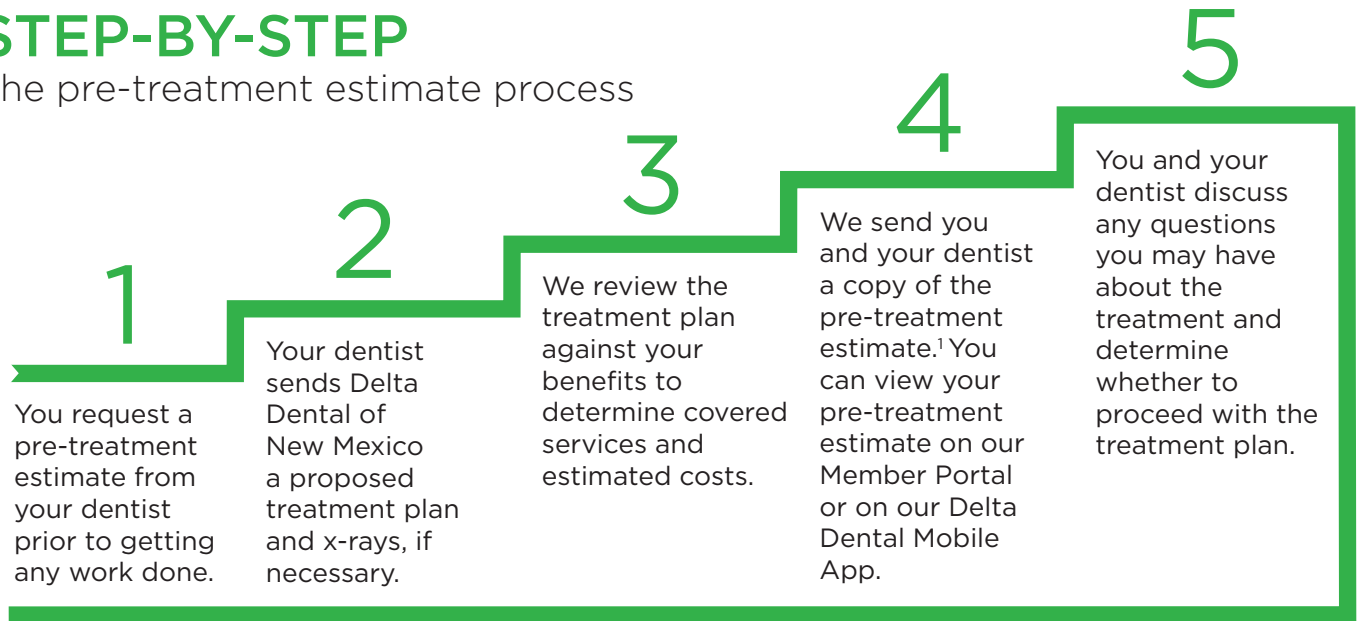 STEP-BY-STEP
he pre-treatment estimate process
1
You request a
pre-treatment
estimate from
your dentist
prior to getting
any work done.
2
Your dentist
sends Delta
Dental of
New Mexico
a proposed
treatment plan
and x-rays, if
necessary.
3
We review the
treatment plan
against your
benefits to
determine covered
services and
estimated costs.
4
We send you
and your dentist
a copy of the
pre-treatment
estimate.¹ You
can view your
pre-treatment
estimate on our
Member Portal
or on our Delta
Dental Mobile
App.
5
You and your
dentist discuss
any questions
you may have
about the
treatment and
determine
whether to
proceed with the
treatment plan.